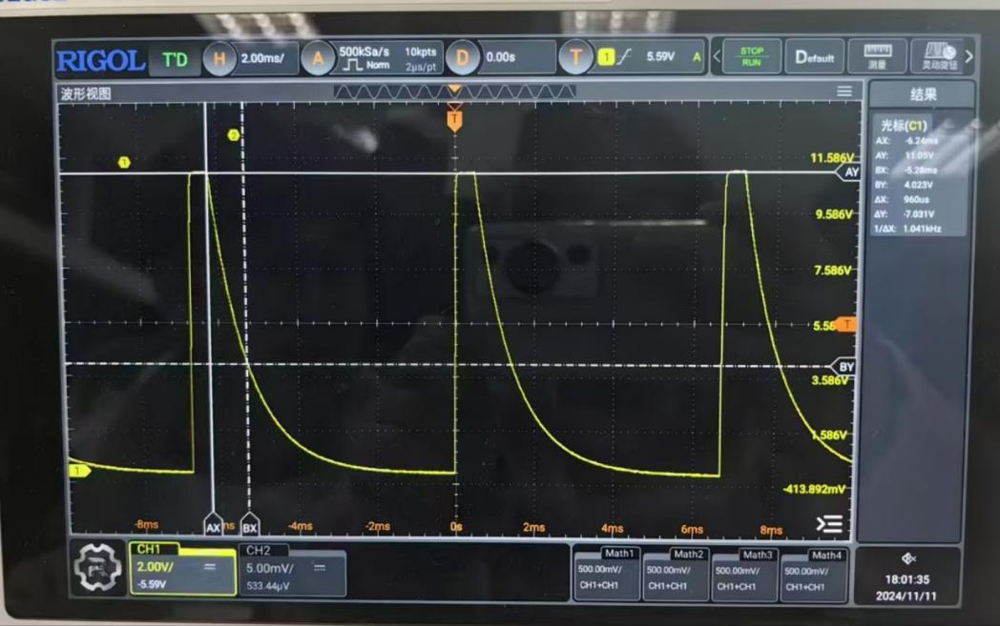 RIGOL T'D H 2.00ms/ A 500kSa/s 10kpts D 0.00s T 1 5.59V A STOP Default
Norm 2μs/pt RUN 测量 灵动旋钮
波形视图 结果
T
光标(C1)
AX: -6.24ms
AY: 11.05V
BX: -5.28ms
BY: 4.023V
ΔX: 960us
ΔY: -7.031V
1/ΔX: 1.041kHz
2
1
11.586V
AY
9.586V
7.586V
5.58 T
BY
3.586V
1.586V
1
-413.892mV
-8ms AX ms BX -4ms -2ms 0s 2ms 4ms 6ms 8ms
CH1 CH2 Math1 Math2 Math3 Math4
2.00V/ 5.00mV/ 500.00mV/ 500.00mV/ 500.00mV/ 500.00mV/
-5.59V 533.44μV CH1+CH1 CH1+CH1 CH1+CH1 CH1+CH1
18:01:35
2024/11/11